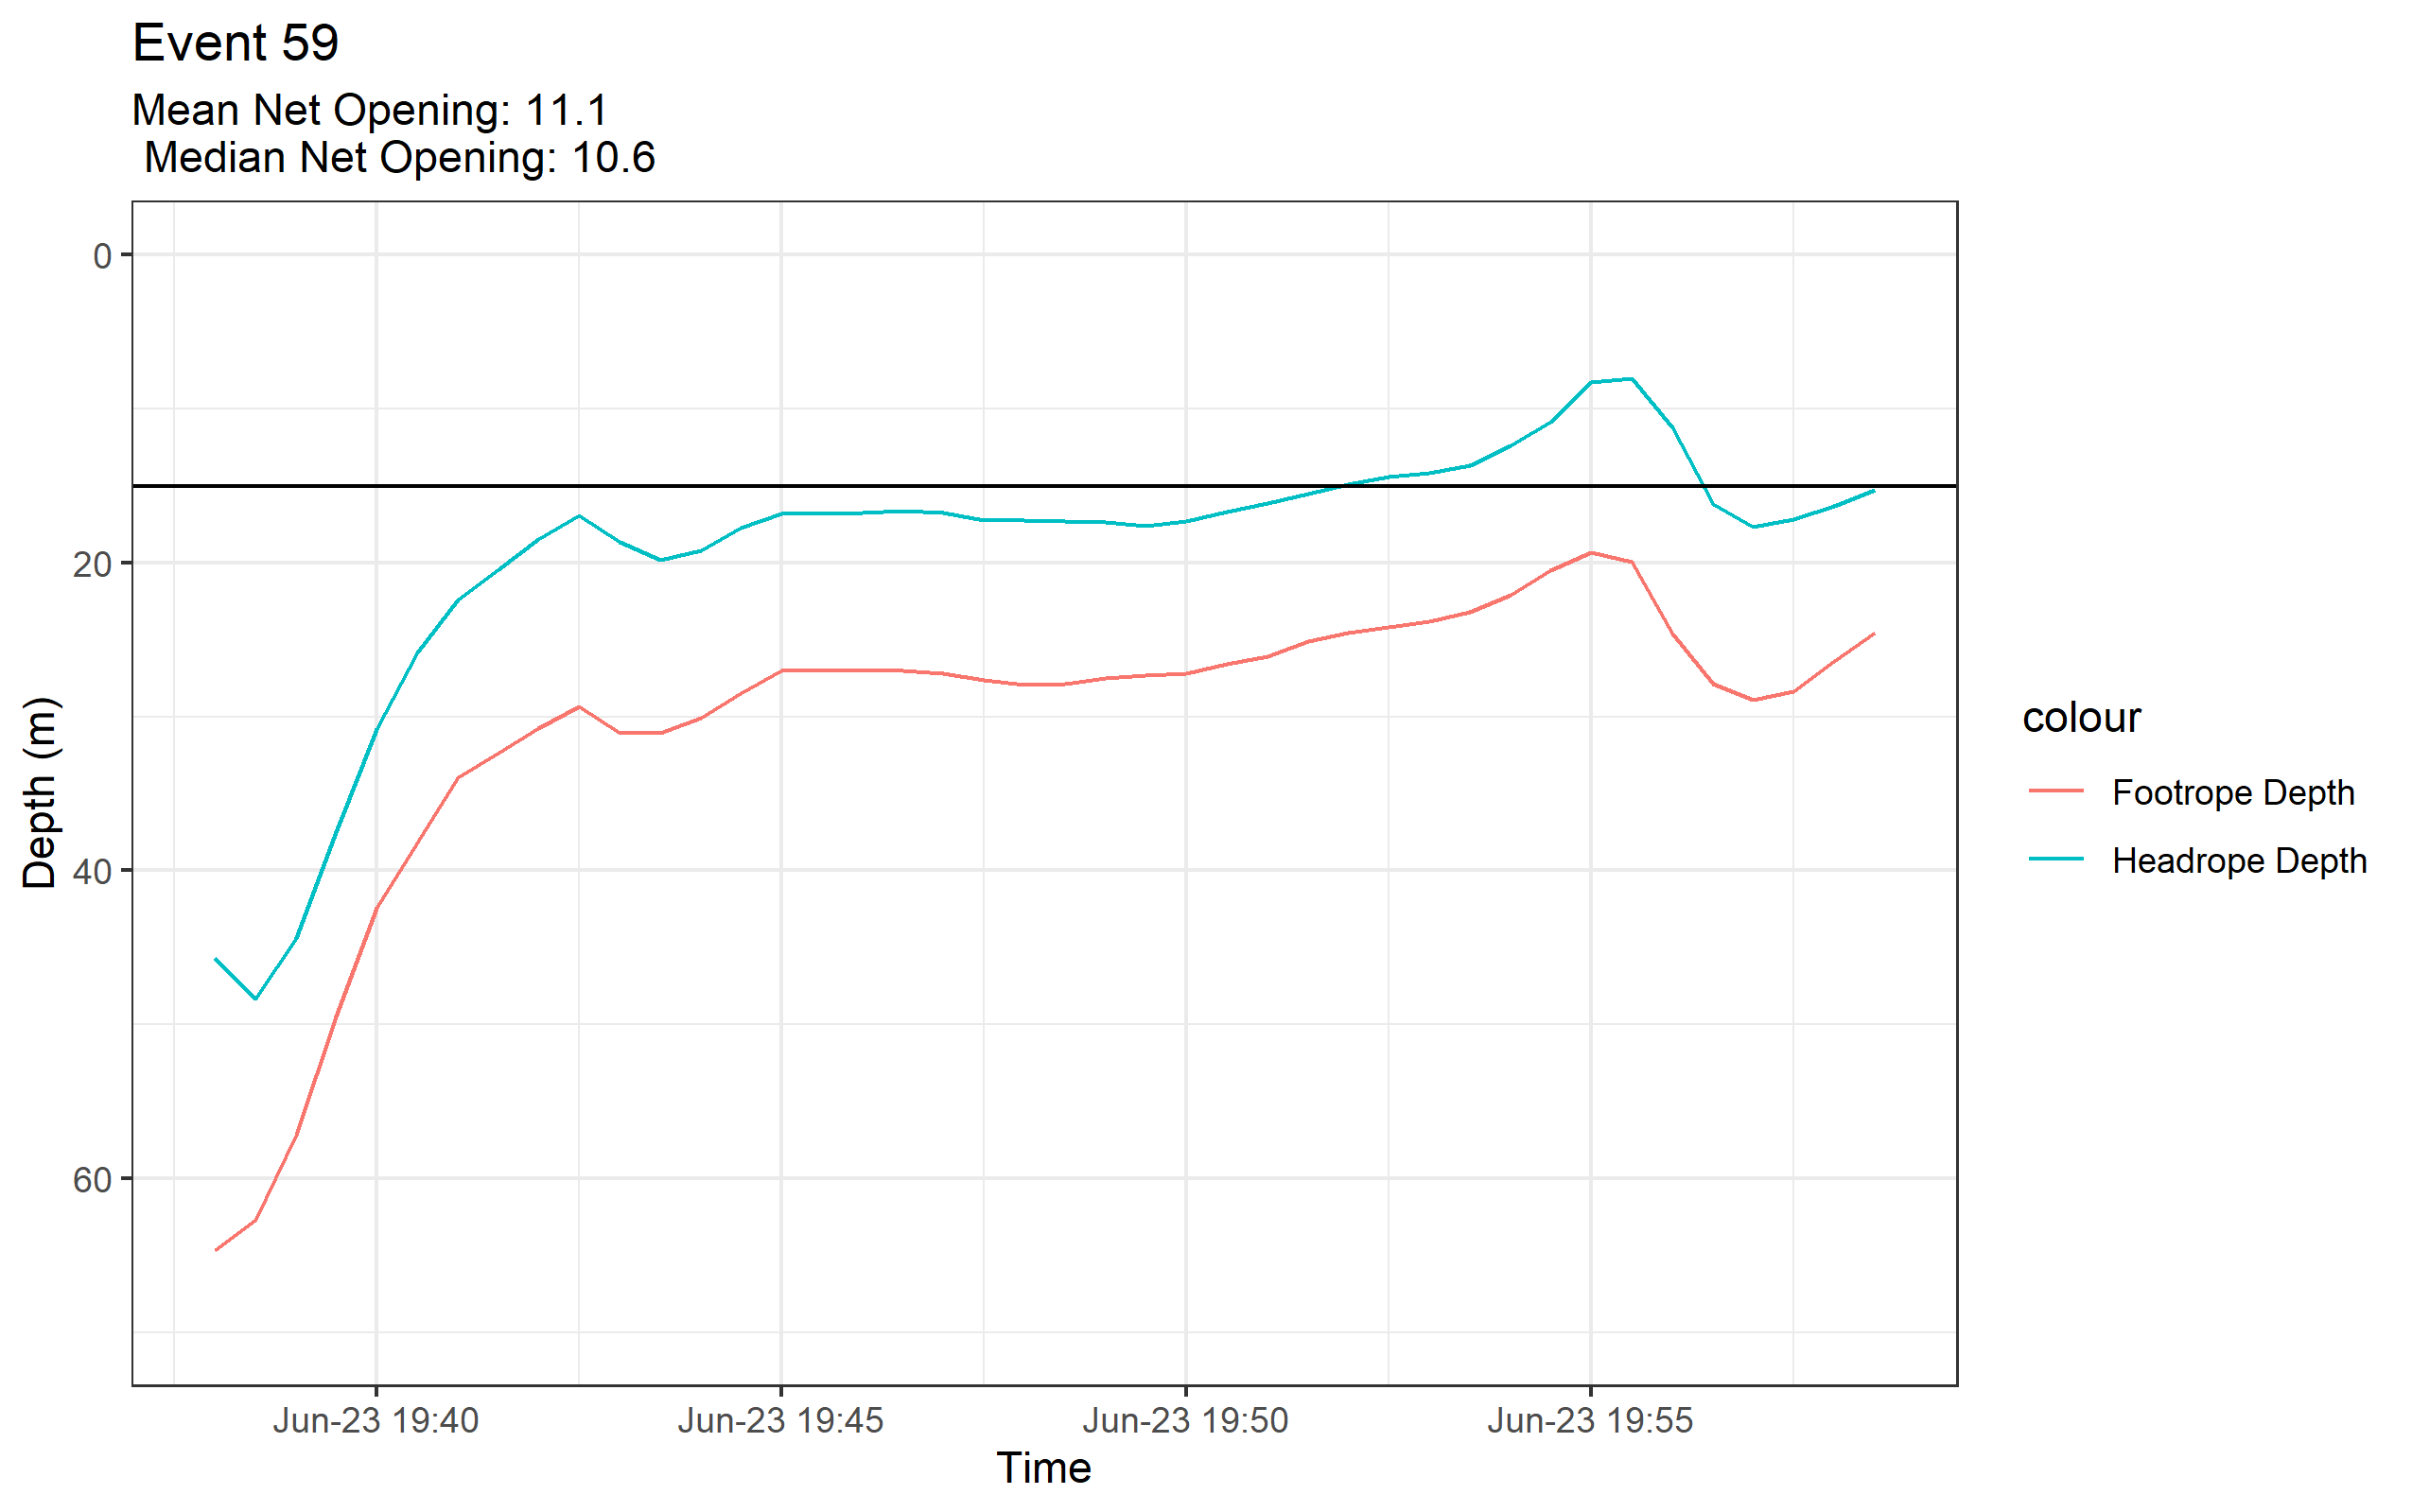 Event 59
Mean Net Opening: 11.1
Median Net Opening: 10.6
0
20
40
60
Depth (m)
Jun-23 19:40
Jun-23 19:45
Jun-23 19:50
Jun-23 19:55
Time
colour
Footrope Depth
Headrope Depth